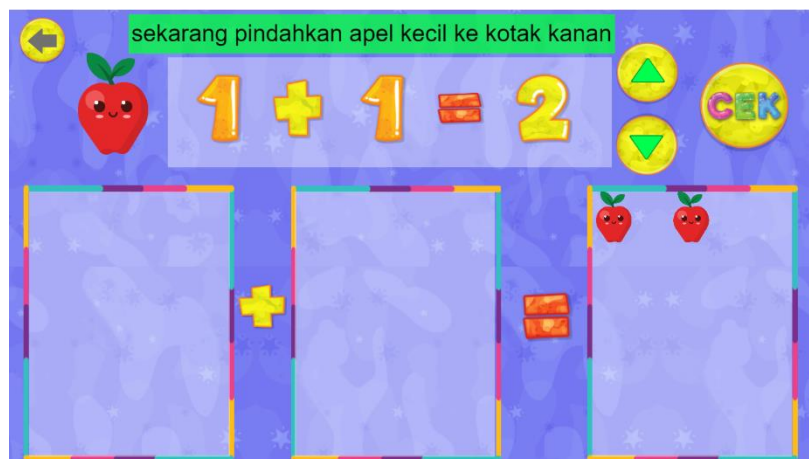 sekarang pindahkan apel kecil ke kotak kanan
1 + 1 = 2
CEK
+
=